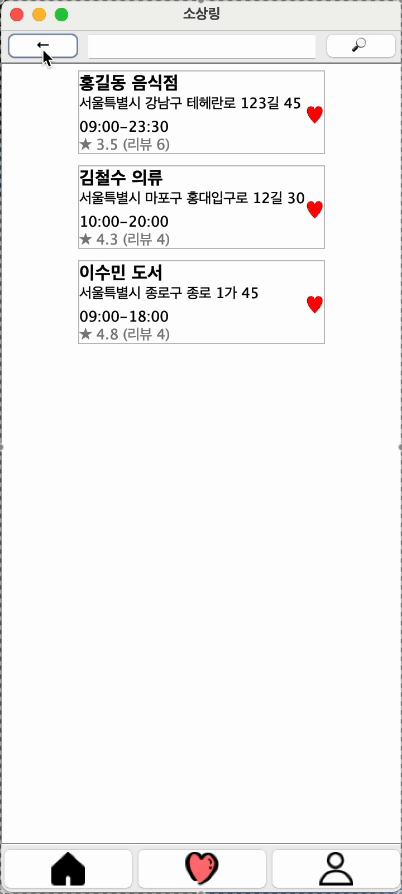 소상링
←
홍길동 음식점
서울특별시 강남구 테헤란로 123길 45
09:00-23:30
★ 3.5 (리뷰 6)
김철수 의류
서울특별시 마포구 홍대입구로 12길 30
10:00-20:00
★ 4.3 (리뷰 4)
이수민 도서
서울특별시 종로구 종로 1가 45
09:00-18:00
★ 4.8 (리뷰 4)